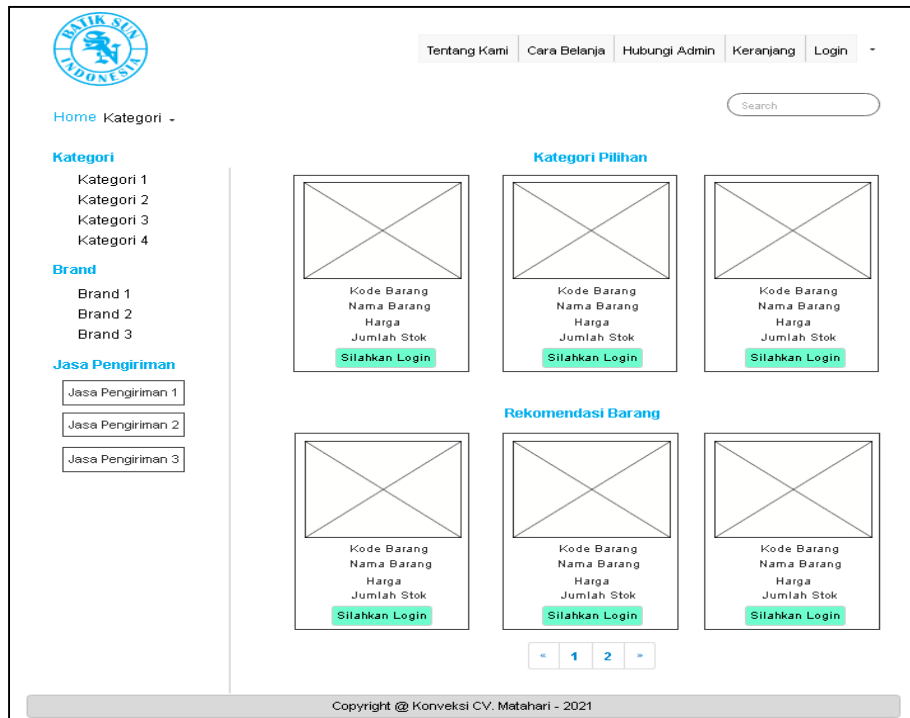 BATIK SUN
INDONESIA
Tentang Kami Cara Belanja Hubungi Admin Keranjang Login
Search
Home Kategori
Kategori
Kategori 1
Kategori 2
Kategori 3
Kategori 4
Brand
Brand 1
Brand 2
Brand 3
Jasa Pengiriman
Jasa Pengiriman 1
Jasa Pengiriman 2
Jasa Pengiriman 3
Kategori Pilihan
Kode Barang
Nama Barang
Harga
Jumlah Stok
Silahkan Login
Kode Barang
Nama Barang
Harga
Jumlah Stok
Silahkan Login
Kode Barang
Nama Barang
Harga
Jumlah Stok
Silahkan Login
Rekomendasi Barang
Kode Barang
Nama Barang
Harga
Jumlah Stok
Silahkan Login
Kode Barang
Nama Barang
Harga
Jumlah Stok
Silahkan Login
Kode Barang
Nama Barang
Harga
Jumlah Stok
Silahkan Login
« 1 2 »
Copyright @ Konveksi CV. Matahari - 2021